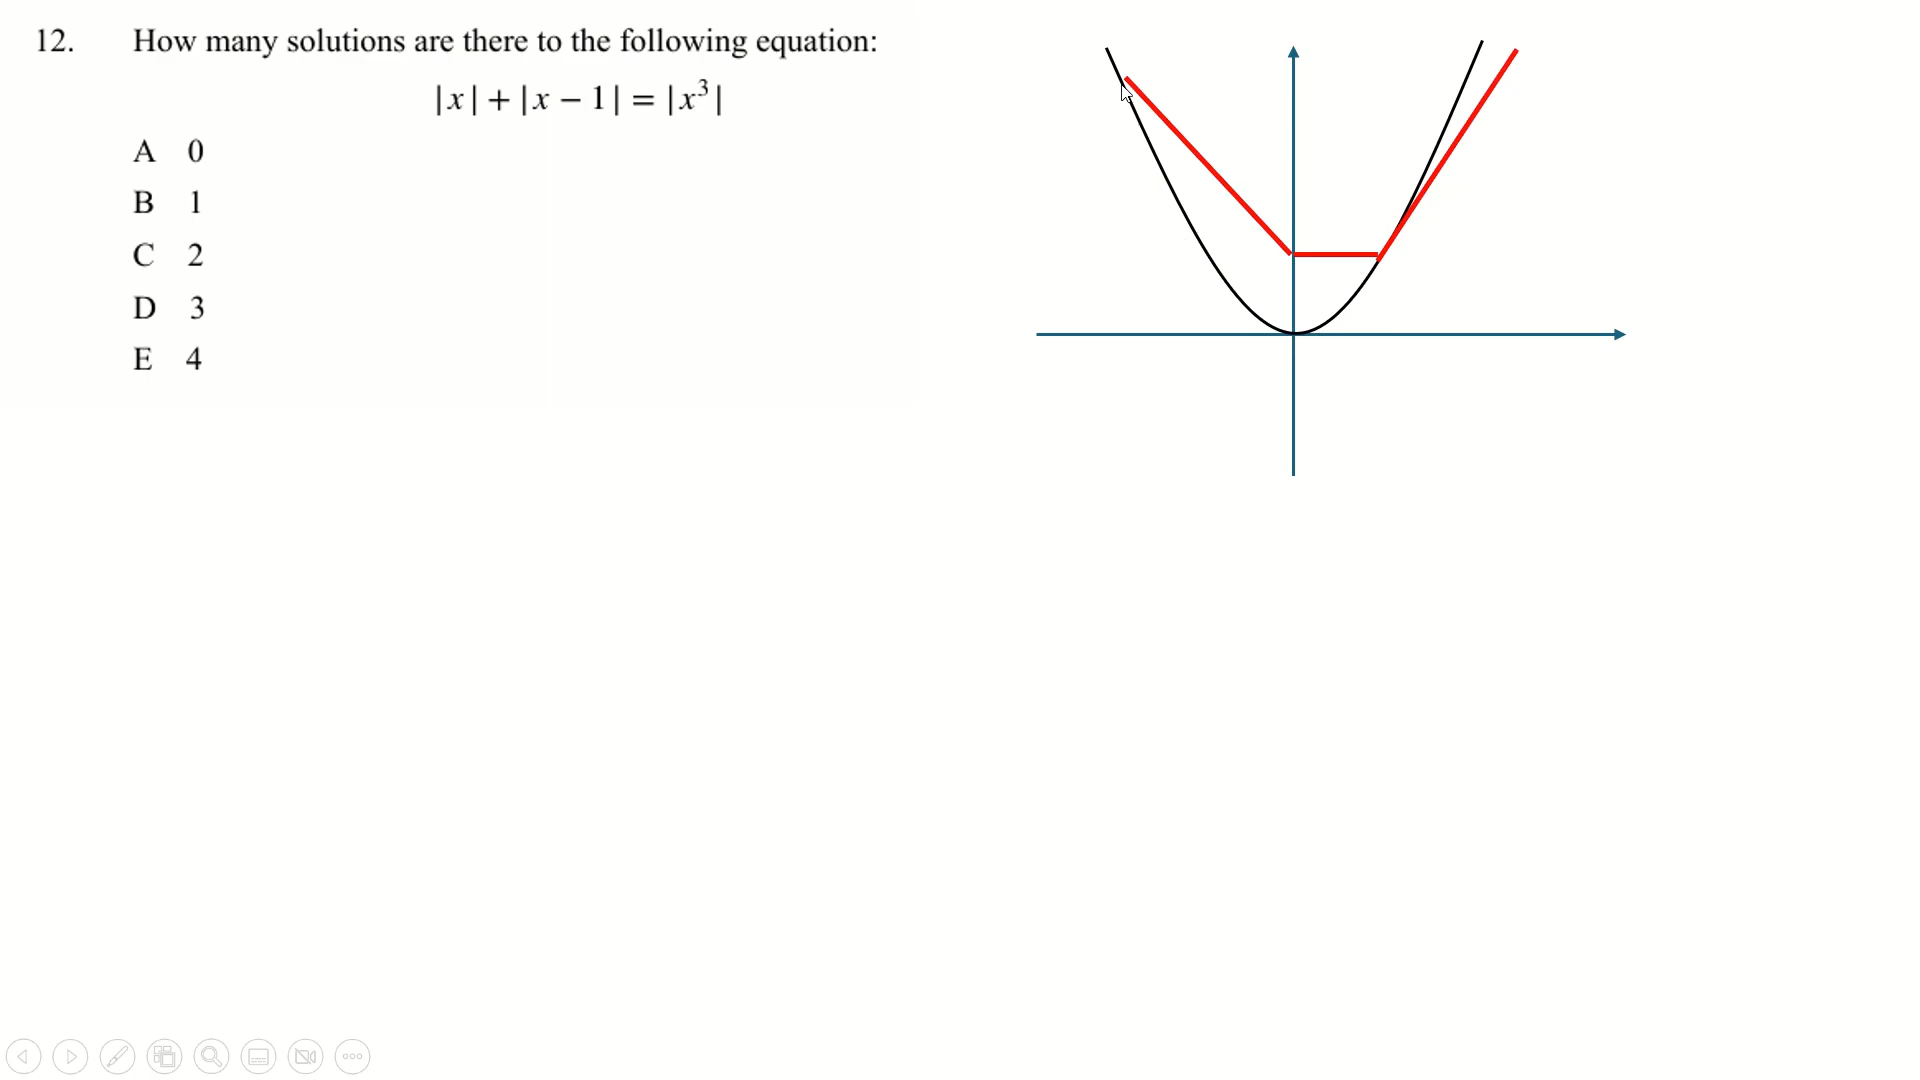 12. How many solutions are there to the following equation:
|x| + |x − 1| = |x³|
A 0
B 1
C 2
D 3
E 4